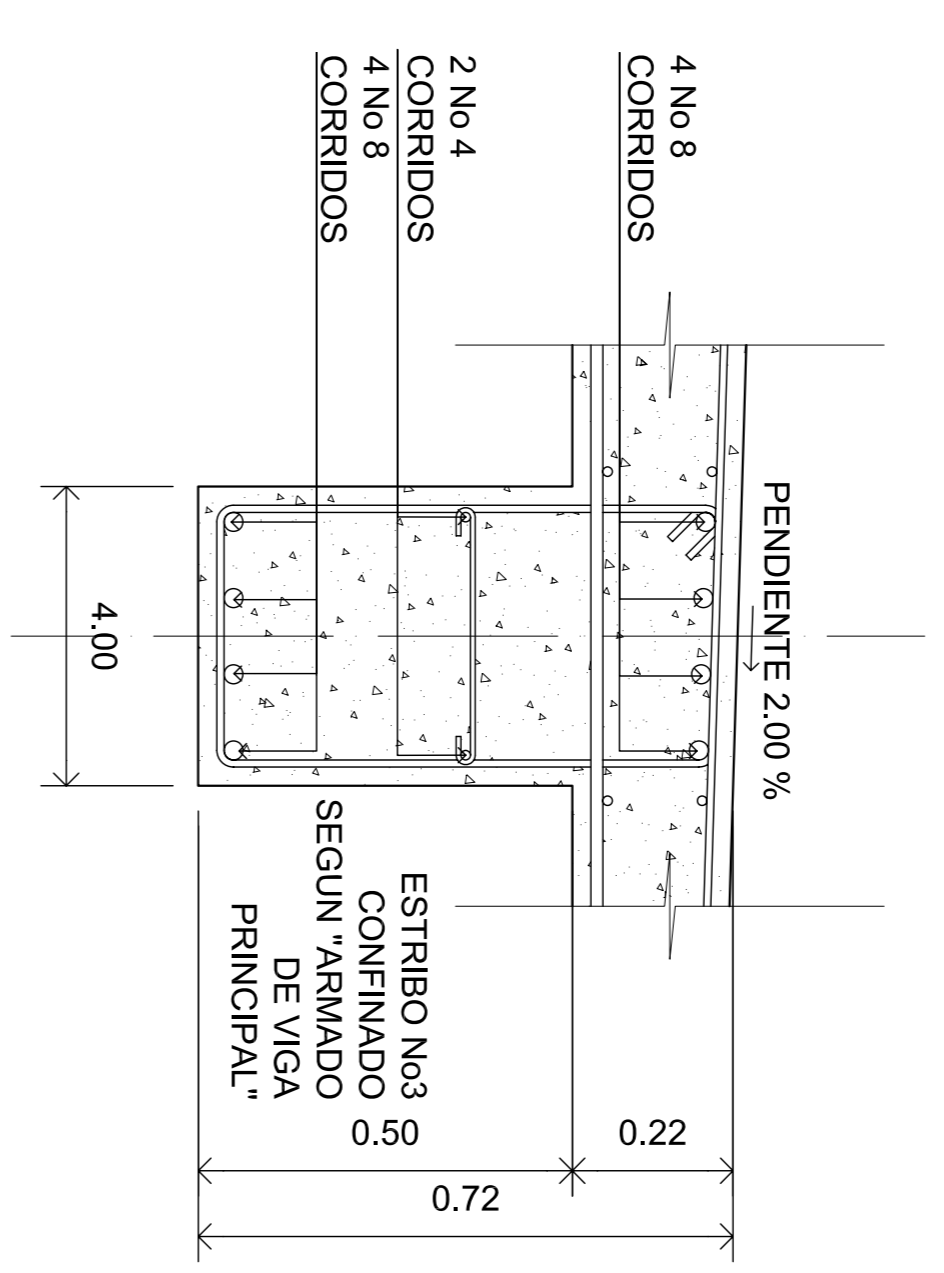 4 No 8
CORRIDOS
2 No 4
CORRIDOS
4 No 8
CORRIDOS
PENDIENTE 2.00 %
4.00
ESTRIBO No3
CONFINADO
SEGUN "ARMADO
DE VIGA
PRINCIPAL"
0.50
0.22
0.72